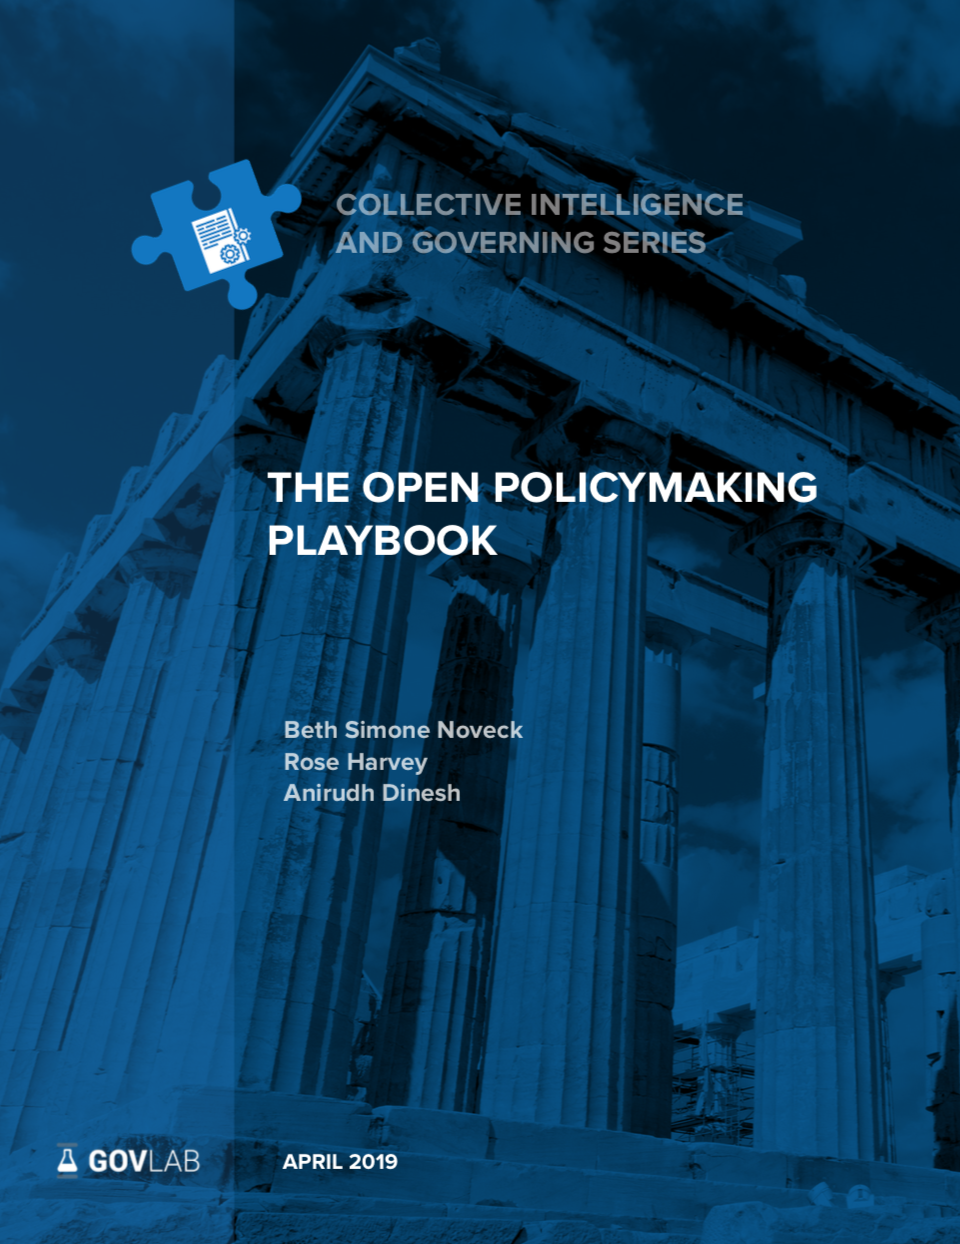 COLLECTIVE INTELLIGENCE
AND GOVERNING SERIES
THE OPEN POLICYMAKING
PLAYBOOK
Beth Simone Noveck
Rose Harvey
Anirudh Dinesh
GOVLAB
APRIL 2019